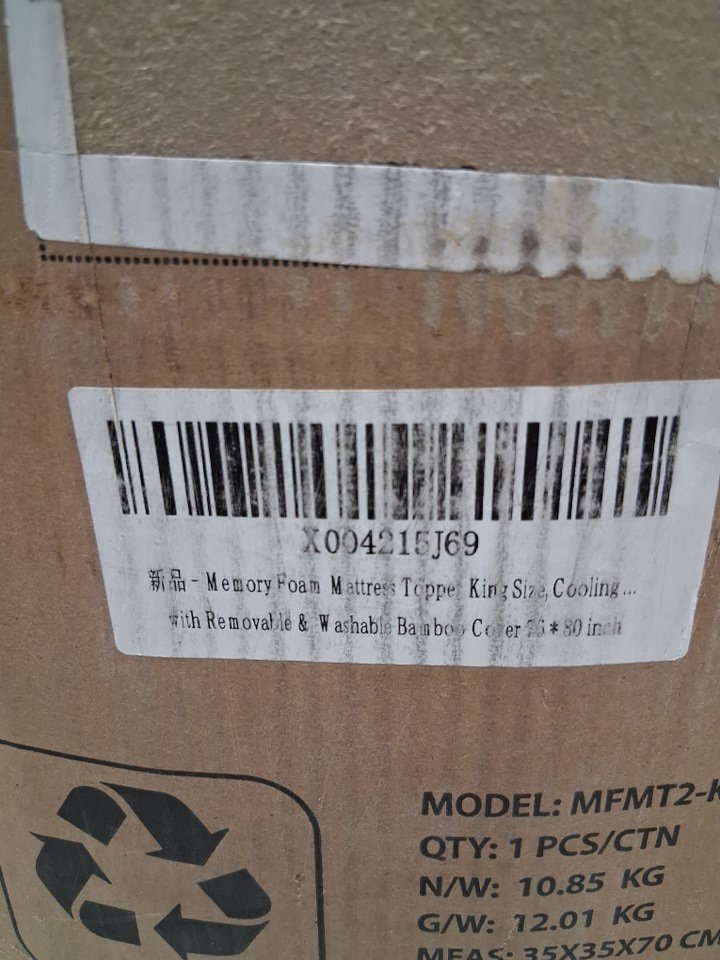 X004215J69
新品 - Memory Foam Mattress Topper King Size, Cooling ...
with Removable & Washable Bamboo Cover 76 * 80 inch
MODEL: MFMT2-K
QTY: 1 PCS/CTN
N/W: 10.85 KG
G/W: 12.01 KG
MEAS: 35X35X70 CM